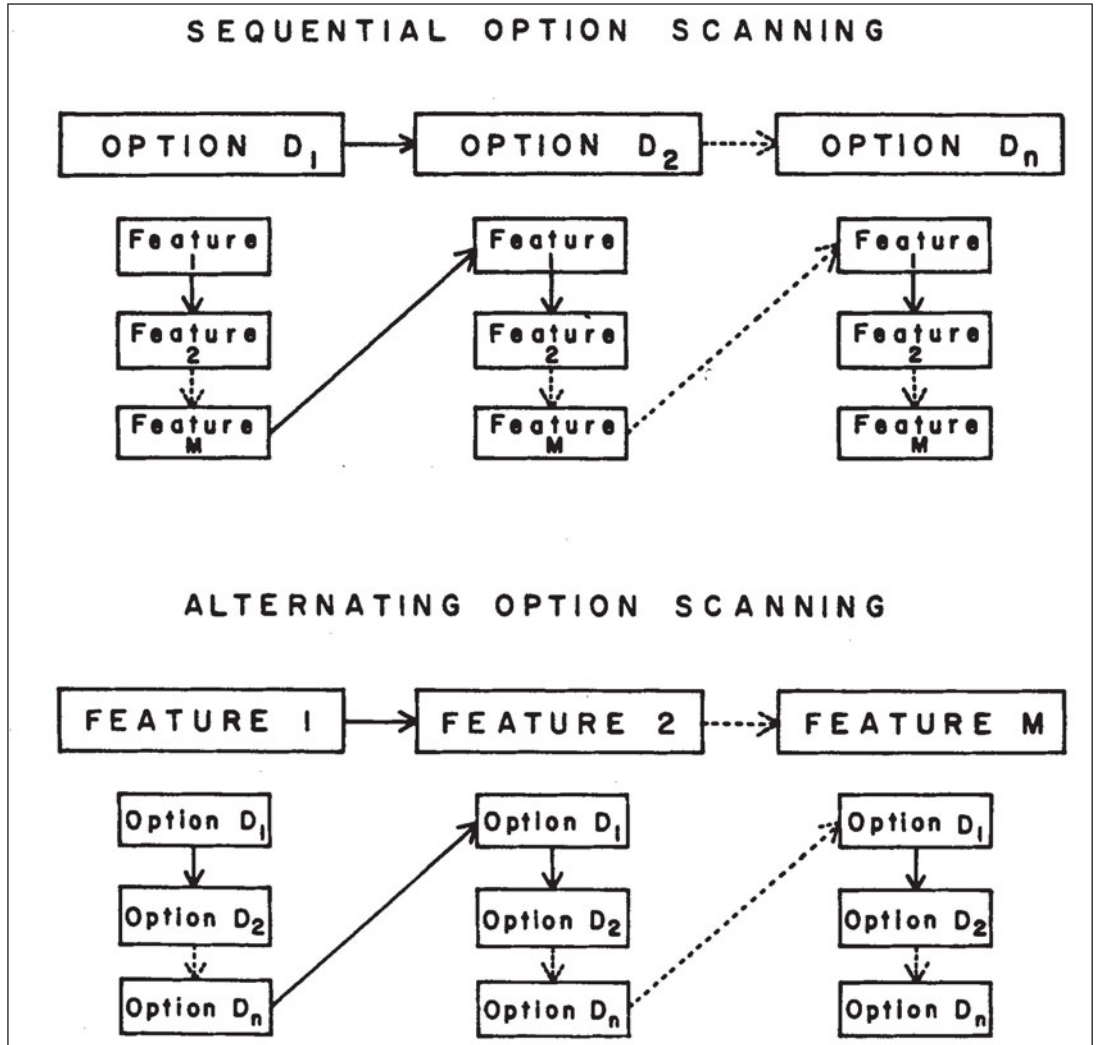 SEQUENTIAL OPTION SCANNING
OPTION D1 OPTION D2 OPTION Dn
Feature Feature Feature
1 1 1
Feature Feature Feature
2 2 2
Feature Feature Feature
M M M
ALTERNATING OPTION SCANNING
FEATURE 1 FEATURE 2 FEATURE M
Option D1 Option D1 Option D1
Option D2 Option D2 Option D2
Option Dn Option Dn Option Dn